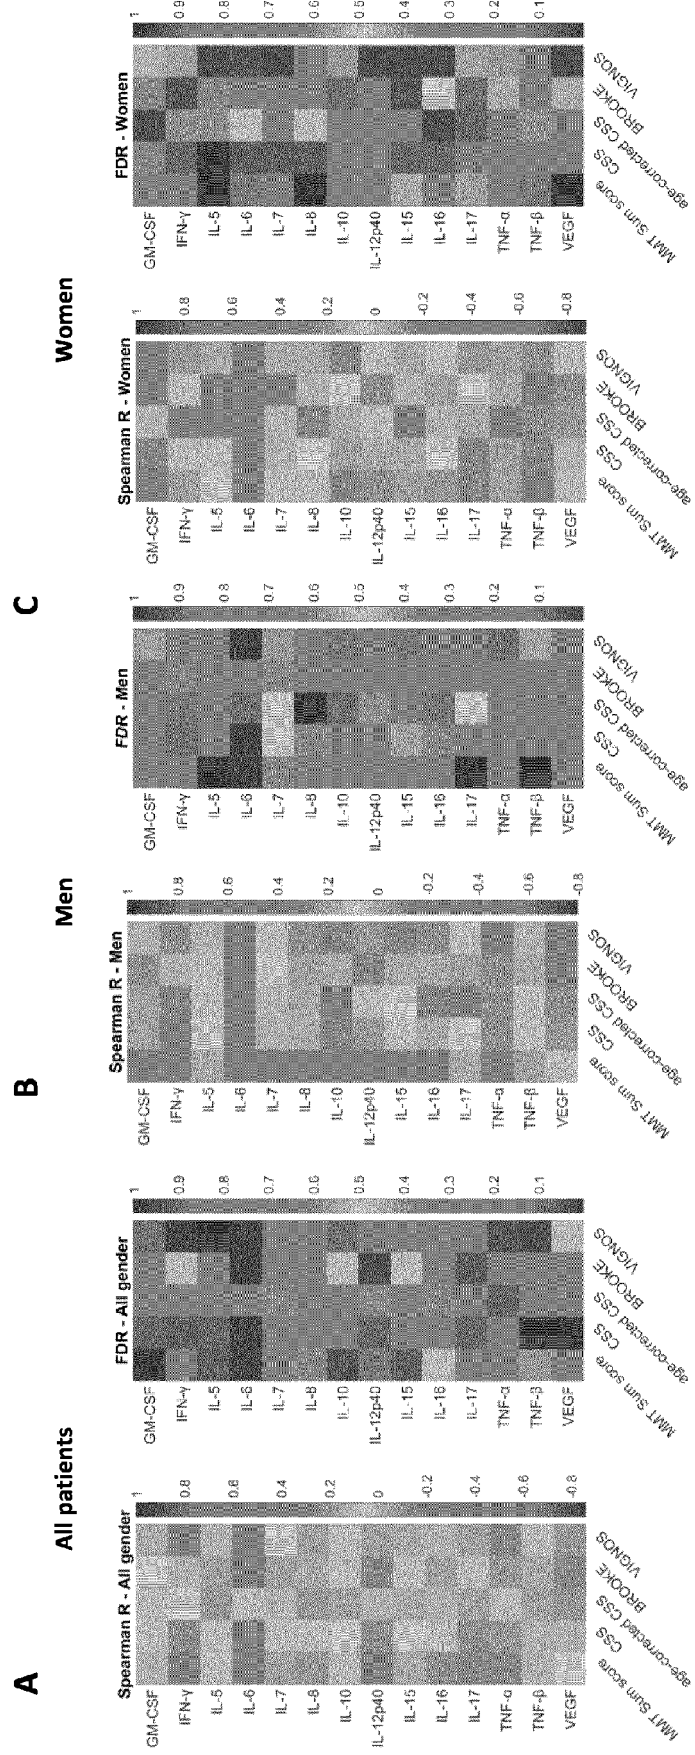 All patients
A
Spearman R - All gender
GM-CSF
IFN-γ
IL-5
IL-6
IL-7
IL-8
IL-10
IL-12p40
IL-15
IL-16
IL-17
TNF-α
TNF-β
VEGF
MMT Sum score
CSS
age-corrected CSS
BROOKE
VIGNOS
1
0.8
0.6
0.4
0.2
0
-0.2
-0.4
-0.6
-0.8
FDR - All gender
GM-CSF
IFN-γ
IL-5
IL-6
IL-7
IL-8
IL-10
IL-12p40
IL-15
IL-16
IL-17
TNF-α
TNF-β
VEGF
MMT Sum score
CSS
age-corrected CSS
BROOKE
VIGNOS
1
0.9
0.8
0.7
0.6
0.5
0.4
0.3
0.2
0.1
Men
B
Spearman R - Men
GM-CSF
IFN-γ
IL-5
IL-6
IL-7
IL-8
IL-10
IL-12p40
IL-15
IL-16
IL-17
TNF-α
TNF-β
VEGF
MMT Sum score
CSS
age-corrected CSS
BROOKE
VIGNOS
1
0.8
0.6
0.4
0.2
0
-0.2
-0.4
-0.6
-0.8
FDR - Men
GM-CSF
IFN-γ
IL-5
IL-6
IL-7
IL-8
IL-10
IL-12p40
IL-15
IL-16
IL-17
TNF-α
TNF-β
VEGF
MMT Sum score
CSS
age-corrected CSS
BROOKE
VIGNOS
1
0.9
0.8
0.7
0.6
0.5
0.4
0.3
0.2
0.1
Women
C
Spearman R - Women
GM-CSF
IFN-γ
IL-5
IL-6
IL-7
IL-8
IL-10
IL-12p40
IL-15
IL-16
IL-17
TNF-α
TNF-β
VEGF
MMT Sum score
CSS
age-corrected CSS
BROOKE
VIGNOS
1
0.8
0.6
0.4
0.2
0
-0.2
-0.4
-0.6
-0.8
FDR - Women
GM-CSF
IFN-γ
IL-5
IL-6
IL-7
IL-8
IL-10
IL-12p40
IL-15
IL-16
IL-17
TNF-α
TNF-β
VEGF
MMT Sum score
CSS
age-corrected CSS
BROOKE
VIGNOS
1
0.9
0.8
0.7
0.6
0.5
0.4
0.3
0.2
0.1